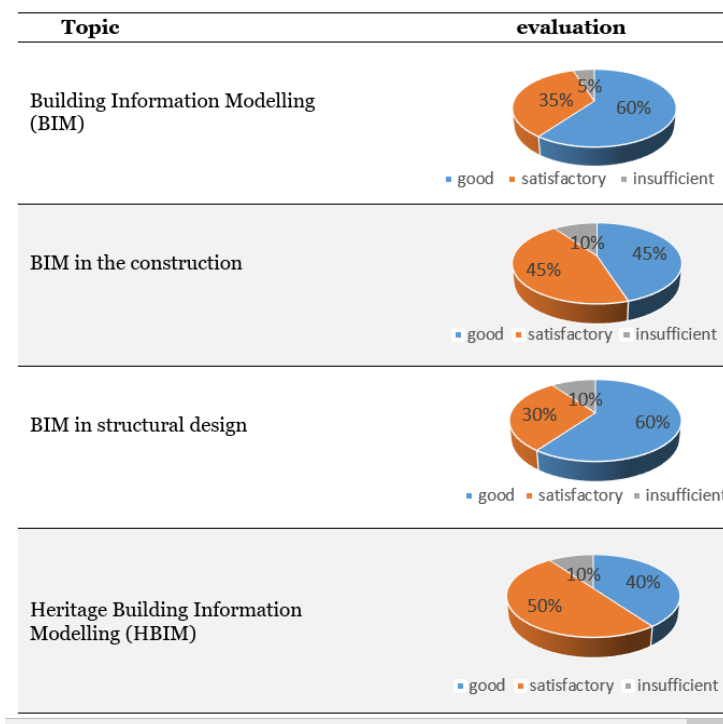 Topic evaluation
5%
35% 60%
Building Information Modelling
(BIM)
good satisfactory insufficient
10% 45%
BIM in the construction
45%
good satisfactory insufficient
10%
30% 60%
BIM in structural design
good satisfactory insufficient
10% 40%
50%
Heritage Building Information
Modelling (HBIM)
good satisfactory insufficient